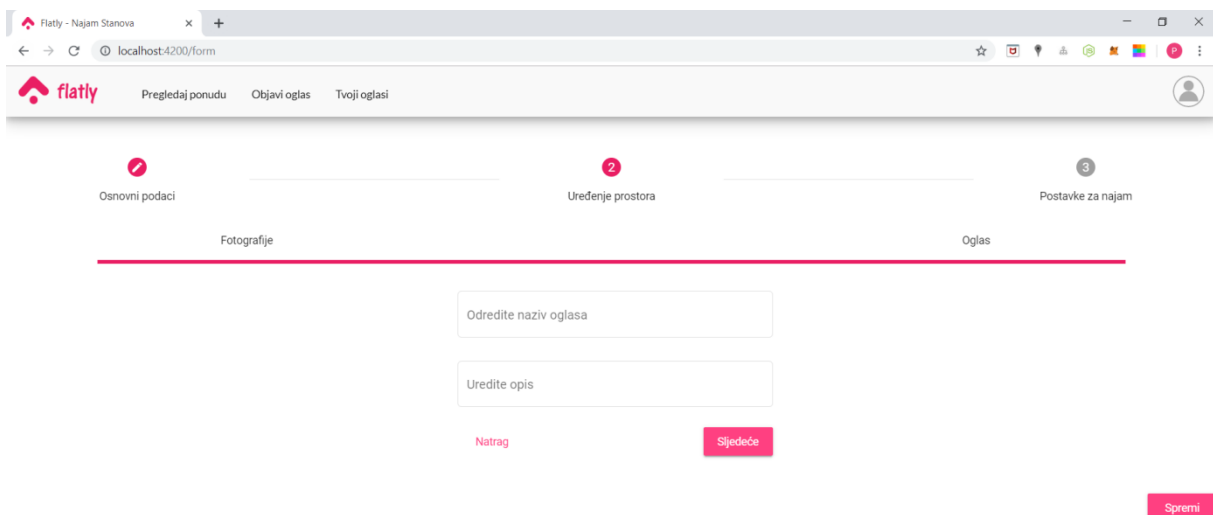 Flatly - Najam Stanova
localhost:4200/form
P
flatly
Pregledaj ponudu Objavi oglas Tvoji oglasi
2 3
Osnovni podaci Uređenje prostora Postavke za najam
Fotografije Oglas
Odredite naziv oglasa
Uredite opis
Natrag Sljedeće
Spremi